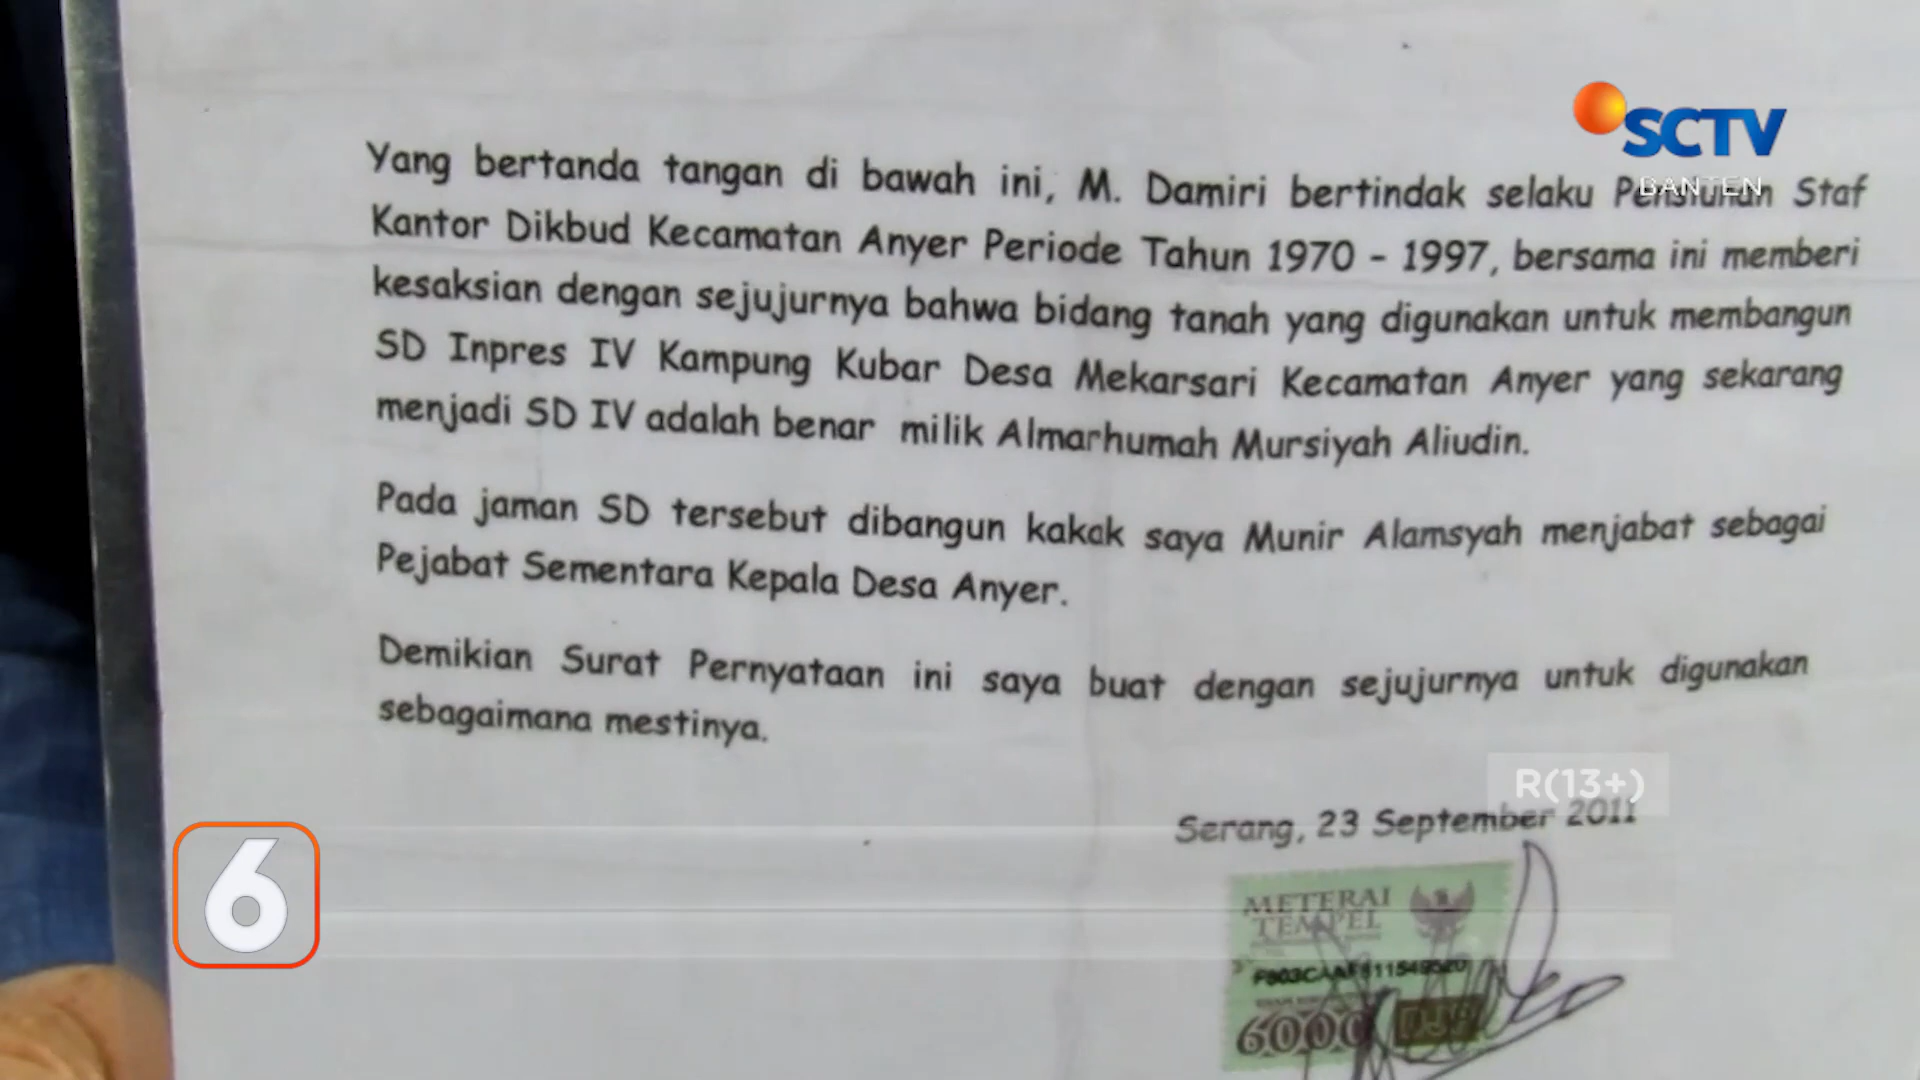 SCTV
BANTEN
Yang bertanda tangan di bawah ini, M. Damiri bertindak selaku Pensiunan Staf
Kantor Dikbud Kecamatan Anyer Periode Tahun 1970 - 1997, bersama ini memberi
kesaksian dengan sejujurnya bahwa bidang tanah yang digunakan untuk membangun
SD Inpres IV Kampung Kubar Desa Mekarsari Kecamatan Anyer yang sekarang
menjadi SD IV adalah benar milik Almarhumah Mursiyah Aliudin.
Pada jaman SD tersebut dibangun kakak saya Munir Alamsyah menjabat sebagai
Pejabat Sementara Kepala Desa Anyer.
Demikian Surat Pernyataan ini saya buat dengan sejujurnya untuk digunakan
sebagaimana mestinya.
R(13+)
Serang, 23 September 2011
6
METERAI
TEMPEL
6000